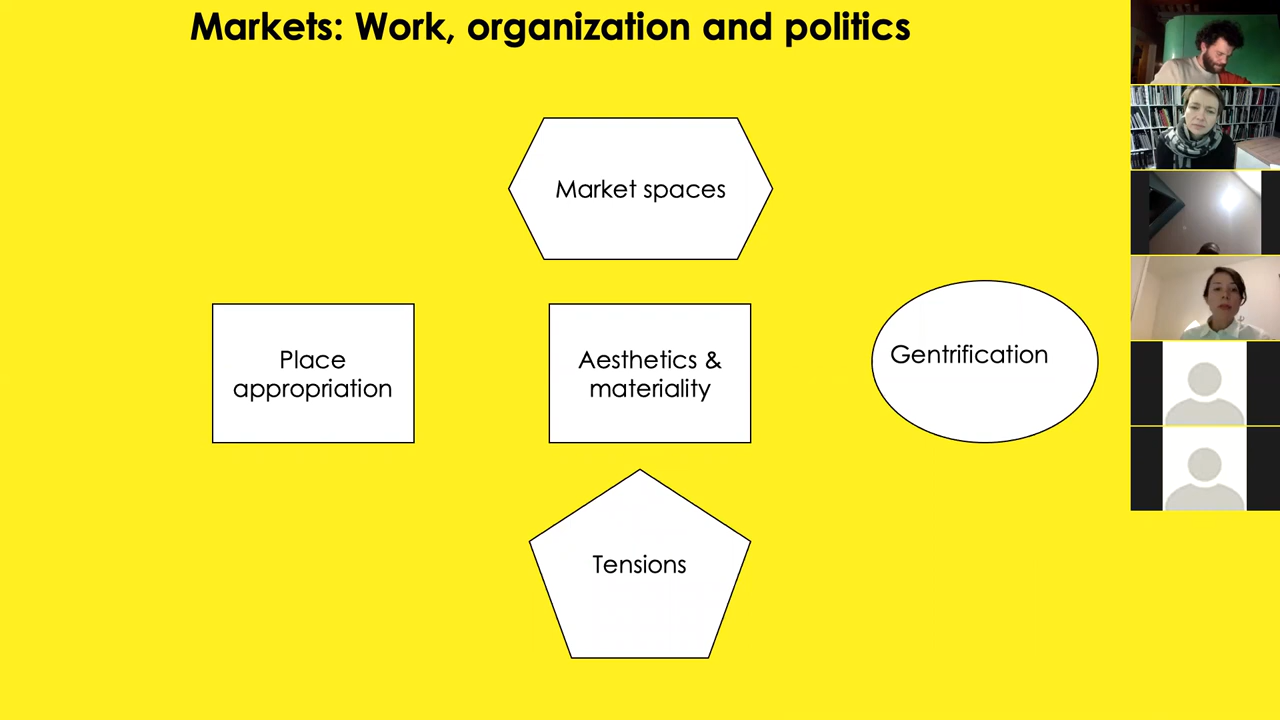 Markets: Work, organization and politics
Market spaces
Place
appropriation
Aesthetics &
materiality
Gentrification
Tensions